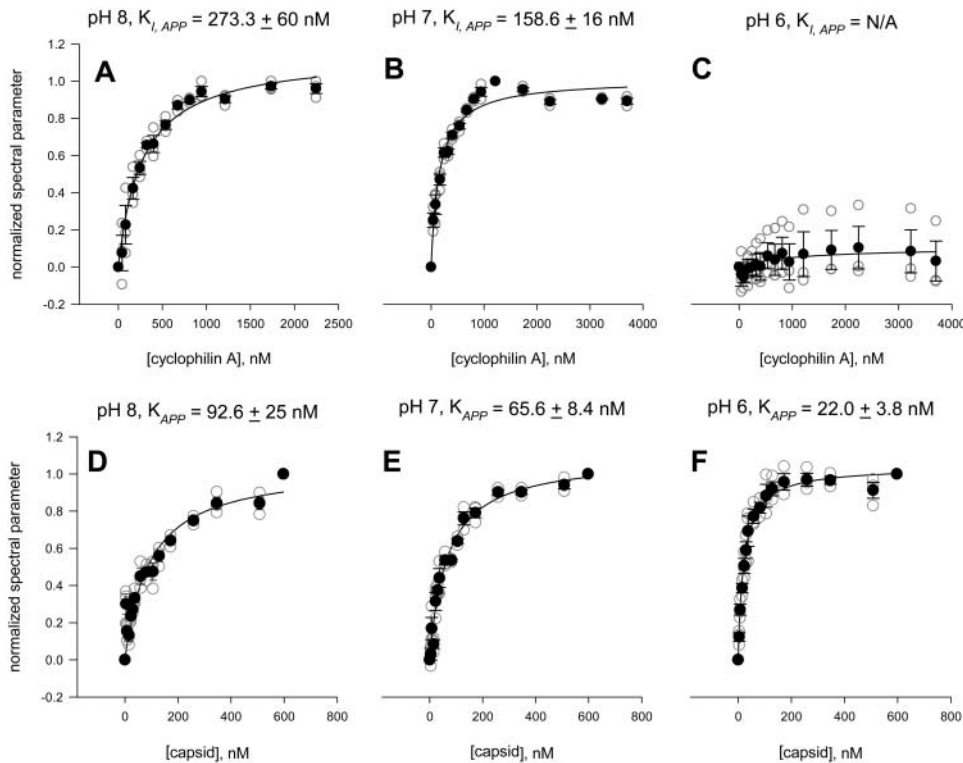 pH 8, K I, APP = 273.3 ± 60 nM
pH 7, K I, APP = 158.6 ± 16 nM
pH 6, K I, APP = N/A
A
B
C
normalized spectral parameter
1.2
1.0
0.8
0.6
0.4
0.2
0.0
-0.2
0 500 1000 1500 2000 2500
0 1000 2000 3000 4000
0 1000 2000 3000 4000
[cyclophilin A], nM
[cyclophilin A], nM
[cyclophilin A], nM
pH 8, K APP = 92.6 ± 25 nM
pH 7, K APP = 65.6 ± 8.4 nM
pH 6, K APP = 22.0 ± 3.8 nM
D
E
F
normalized spectral parameter
1.2
1.0
0.8
0.6
0.4
0.2
0.0
-0.2
0 200 400 600 800
0 200 400 600 800
0 200 400 600 800
[capsid], nM
[capsid], nM
[capsid], nM